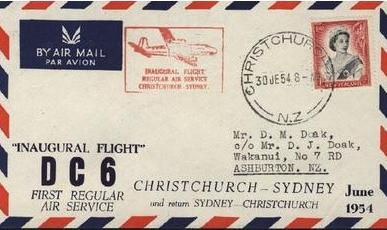 BY AIR MAIL
PAR AVION
INAUGURAL FLIGHT
REGULAR AIR SERVICE
CHRISTCHURCH - SYDNEY.
CHRISTCHURCH
30 JE 54 8-
N.Z
NEW ZEALAND
Mr. D. M. Doak,
c/o Mr. D. J. Doak,
Wakanui, No 7 RD
ASHBURTON. NZ.
"INAUGURAL FLIGHT"
DC6
FIRST REGULAR
AIR SERVICE
CHRISTCHURCH – SYDNEY
and return SYDNEY – CHRISTCHURCH
June
1954